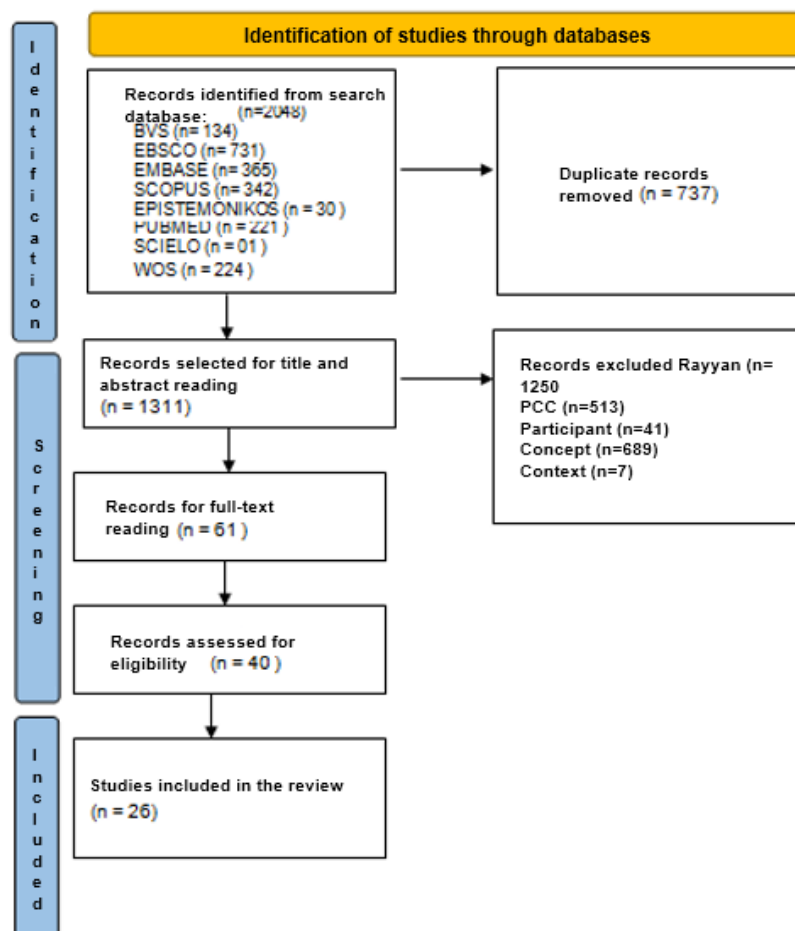 Identification of studies through databases
Identification
Records identified from search
database: (n=2048)
BVS (n= 134)
EBSCO (n= 731)
EMBASE (n= 365)
SCOPUS (n= 342)
EPISTEMONIKOS (n = 30 )
PUBMED (n = 221 )
SCIELO (n = 01 )
WOS (n = 224 )
Duplicate records
removed (n = 737)
Screening
Records selected for title and
abstract reading
(n = 1311)
Records excluded Rayyan (n=
1250
PCC (n=513)
Participant (n=41)
Concept (n=689)
Context (n=7)
Records for full-text
reading (n = 61)
Records assessed for
eligibility (n = 40 )
Included
Studies included in the review
(n = 26)